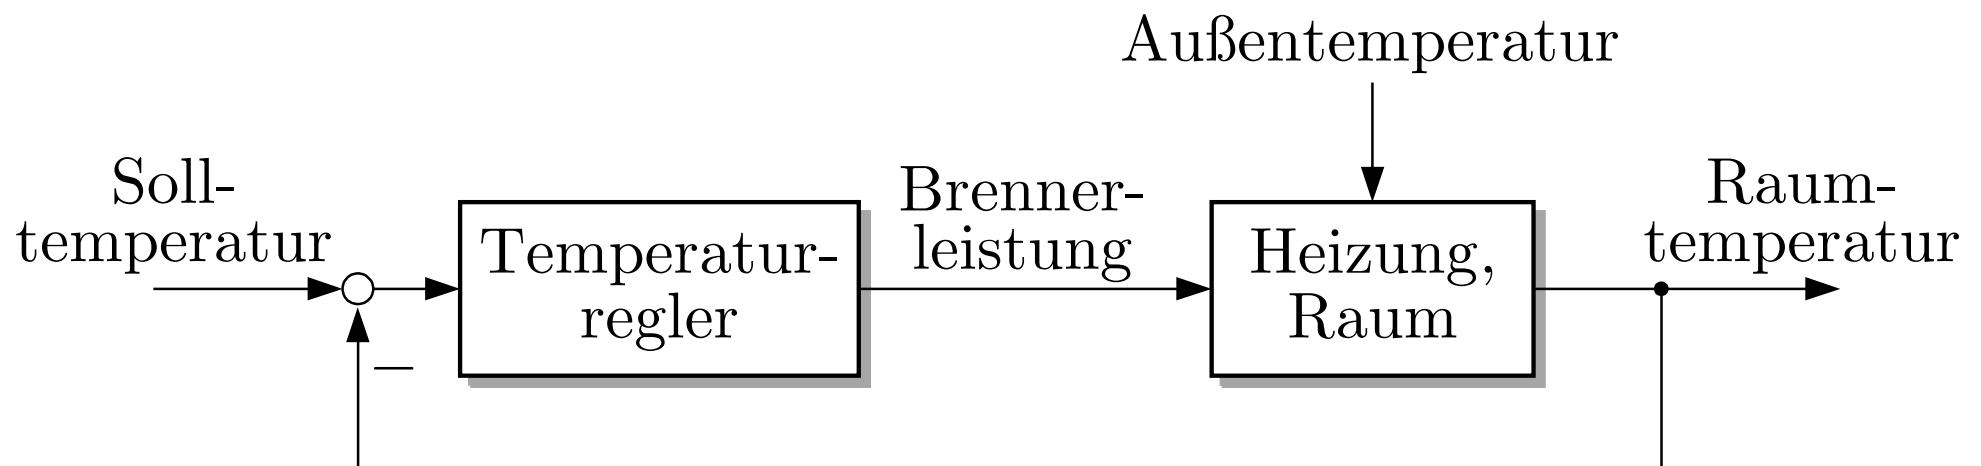 Außentemperatur
Soll-
temperatur
Temperatur-
regler
Brenner-
leistung
Heizung,
Raum
Raum-
temperatur
–